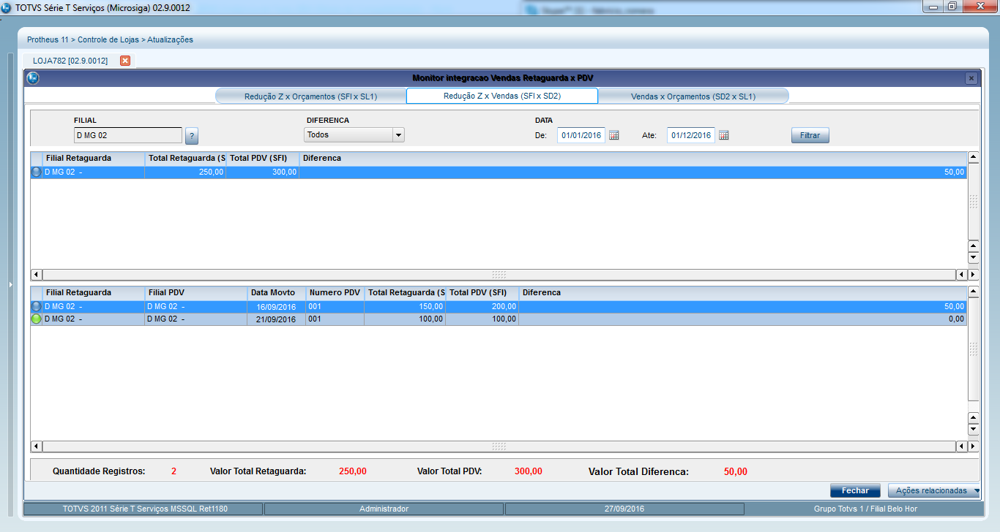 TOTVS Série T Serviços (Microsiga) 02.9.0012
Protheus 11 > Controle de Lojas > Atualizações
LOJA782 [02.9.0012]
Monitor integracao Vendas Retaguarda x PDV
Redução Z x Orçamentos (SFI x SL1) Redução Z x Vendas (SFI x SD2) Vendas x Orçamentos (SD2 x SL1)
FILIAL DIFERENCA DATA
D MG 02 ? Todos De: 01/01/2016 Ate: 01/12/2016 Filtrar
Filial Retaguarda Total Retaguarda (S Total PDV (SFI) Diferenca
D MG 02 - 250,00 300,00 50,00
Filial Retaguarda Filial PDV Data Movto Numero PDV Total Retaguarda (S Total PDV (SFI) Diferenca
D MG 02 - D MG 02 - 16/09/2016 001 150,00 200,00 50,00
D MG 02 - D MG 02 - 21/09/2016 001 100,00 100,00 0,00
Quantidade Registros: 2 Valor Total Retaguarda: 250,00 Valor Total PDV: 300,00 Valor Total Diferenca: 50,00
Fechar Ações relacionadas
TOTVS 2011 Série T Serviços MSSQL Ret1180 Administrador 27/09/2016 Grupo Totvs 1 / Filial Belo Hor